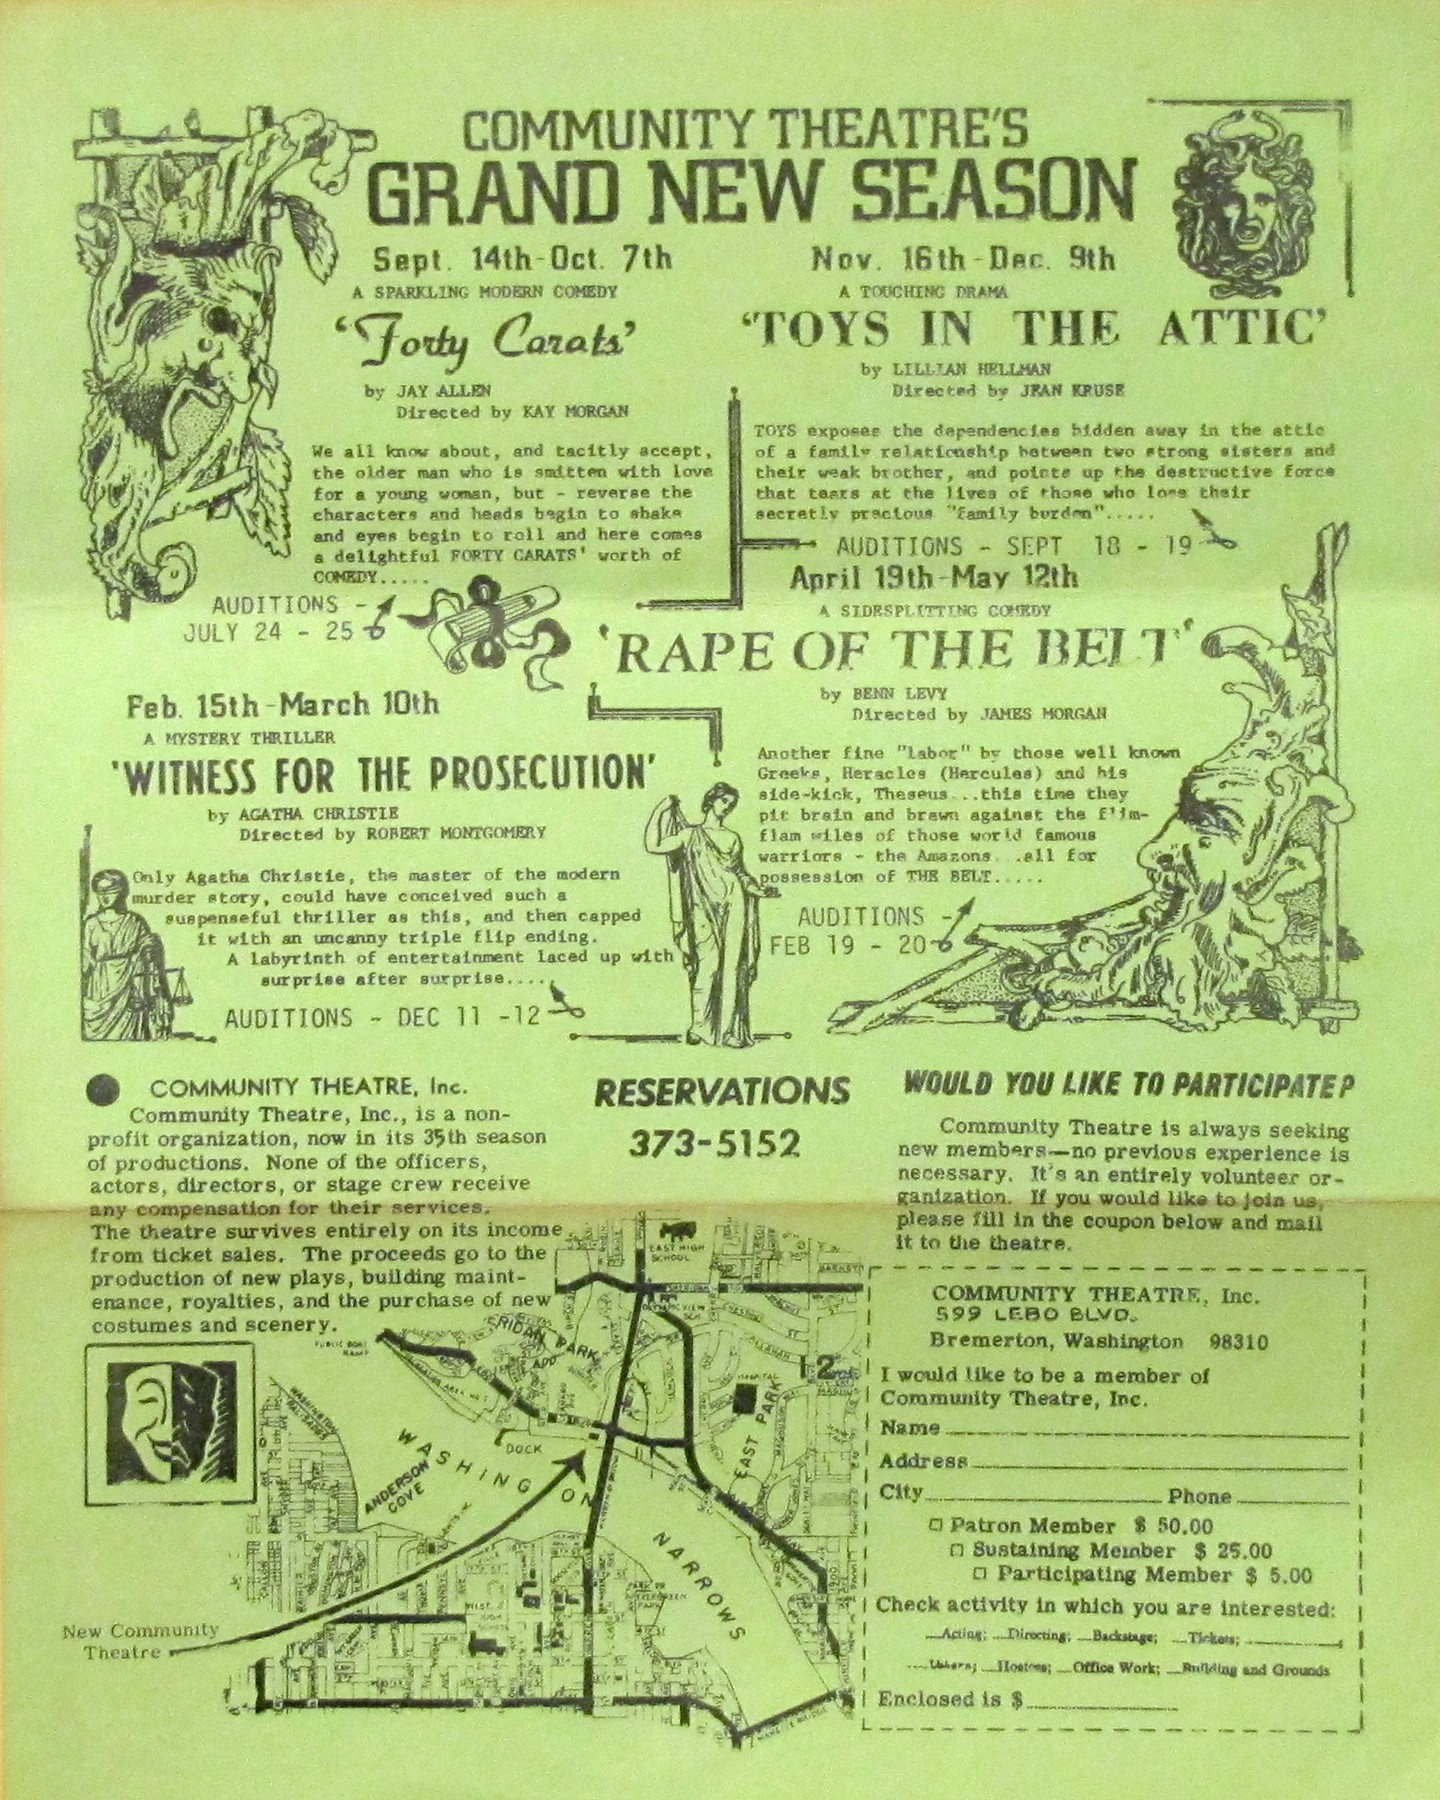 COMMUNITY THEATRE'S
GRAND NEW SEASON
Sept. 14th-Oct. 7th
A SPARKLING MODERN COMEDY
'Forty Carats'
by JAY ALLEN
Directed by KAY MORGAN
We all know about, and tacitly accept,
the older man who is smitten with love
for a young woman, but - reverse the
characters and heads begin to shake
and eyes begin to roll and here comes
a delightful FORTY CARATS' worth of
COMEDY.....
AUDITIONS -
JULY 24 - 25
Nov. 16th-Dec. 9th
A TOUCHING DRAMA
'TOYS IN THE ATTIC'
by LILLIAN HELLMAN
Directed by JEAN KRUSE
TOYS exposes the dependencies hidden away in the attic
of a family relationship between two strong sisters and
their weak brother, and points up the destructive force
that tears at the lives of those who lose their
secretly precious "family burden".....
AUDITIONS - SEPT 18 - 19
Feb. 15th-March 10th
A MYSTERY THRILLER
'WITNESS FOR THE PROSECUTION'
by AGATHA CHRISTIE
Directed by ROBERT MONTGOMERY
Only Agatha Christie, the master of the modern
murder story, could have conceived such a
suspenseful thriller as this, and then capped
it with an uncanny triple flip ending.
A labyrinth of entertainment laced up with
surprise after surprise.....
AUDITIONS - DEC 11 -12
April 19th-May 12th
A SIDESPLITTING COMEDY
'RAPE OF THE BELT'
by BENN LEVY
Directed by JAMES MORGAN
Another fine "labor" by those well known
Greeks, Heracles (Hercules) and his
side-kick, Theseus...this time they
pit brain and brawn against the flim-
flam wiles of those world famous
warriors - the Amazons...all for
possession of THE BELT.....
AUDITIONS -
FEB 19 - 20
COMMUNITY THEATRE, Inc.
Community Theatre, Inc., is a non-
profit organization, now in its 35th season
of productions. None of the officers,
actors, directors, or stage crew receive
any compensation for their services.
The theatre survives entirely on its income
from ticket sales. The proceeds go to the
production of new plays, building maint-
enance, royalties, and the purchase of new
costumes and scenery.
RESERVATIONS
373-5152
EAST HIGH
SCHOOL
SHERIDAN
SRIDAN PARK
ADD
PUBLIC BOAT
RAMP
DOCK
WASHINGTON
NARROWS
ANDERSON
COVE
EAST PARK
HOSPITAL
12
WEST
HIGH
New Community
Theatre
WOULD YOU LIKE TO PARTICIPATE?
Community Theatre is always seeking
new members—no previous experience is
necessary. It's an entirely volunteer or-
ganization. If you would like to join us,
please fill in the coupon below and mail
it to the theatre.
COMMUNITY THEATRE, Inc.
599 LEBO BLVD.
Bremerton, Washington 98310
I would like to be a member of
Community Theatre, Inc.
Name
Address
City Phone
Patron Member $ 50.00
Sustaining Member $ 25.00
Participating Member $ 5.00
Check activity in which you are interested:
Acting; Directing; Backstage; Tickets;
Ushers; Hostess; Office Work; Building and Grounds
Enclosed is $